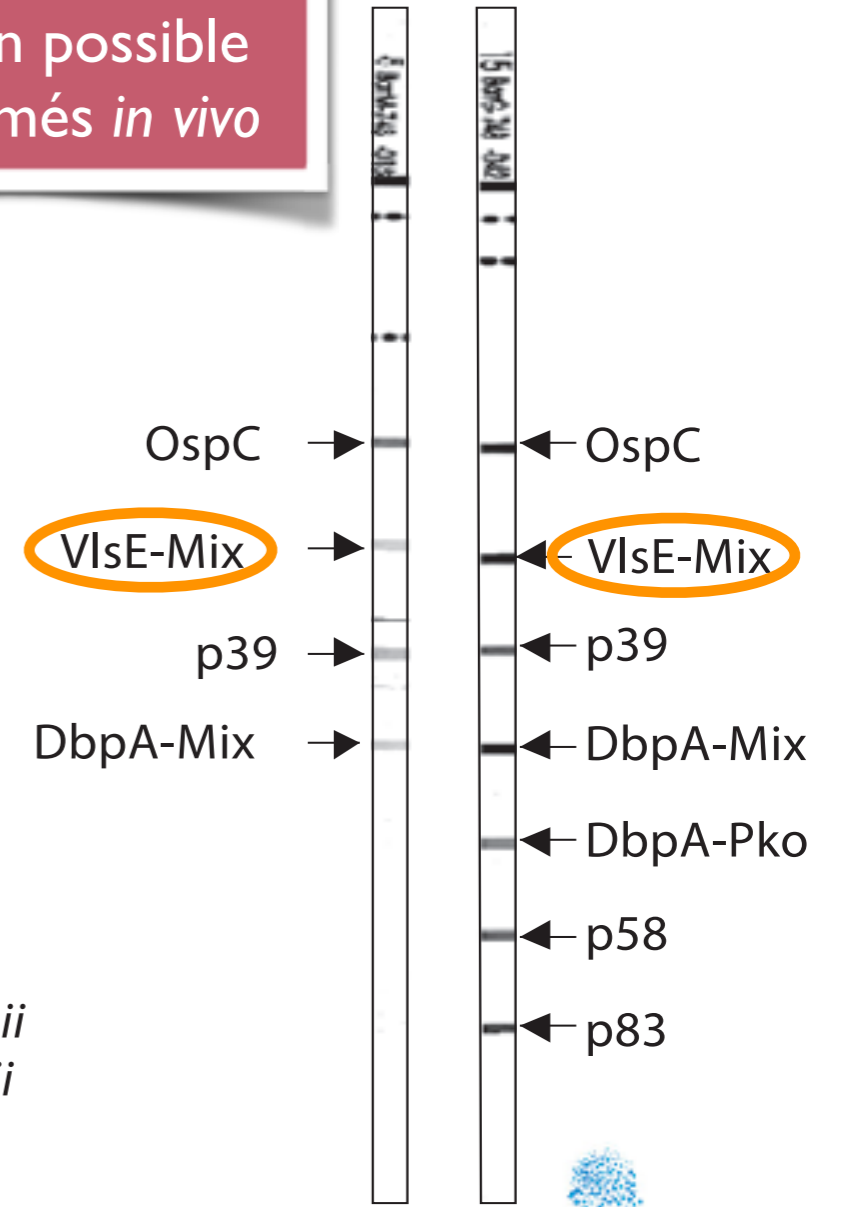 n possible
més in vivo
OspC
VlsE-Mix
p39
DbpA-Mix
OspC
VlsE-Mix
p39
DbpA-Mix
DbpA-Pko
p58
p83
ii
i